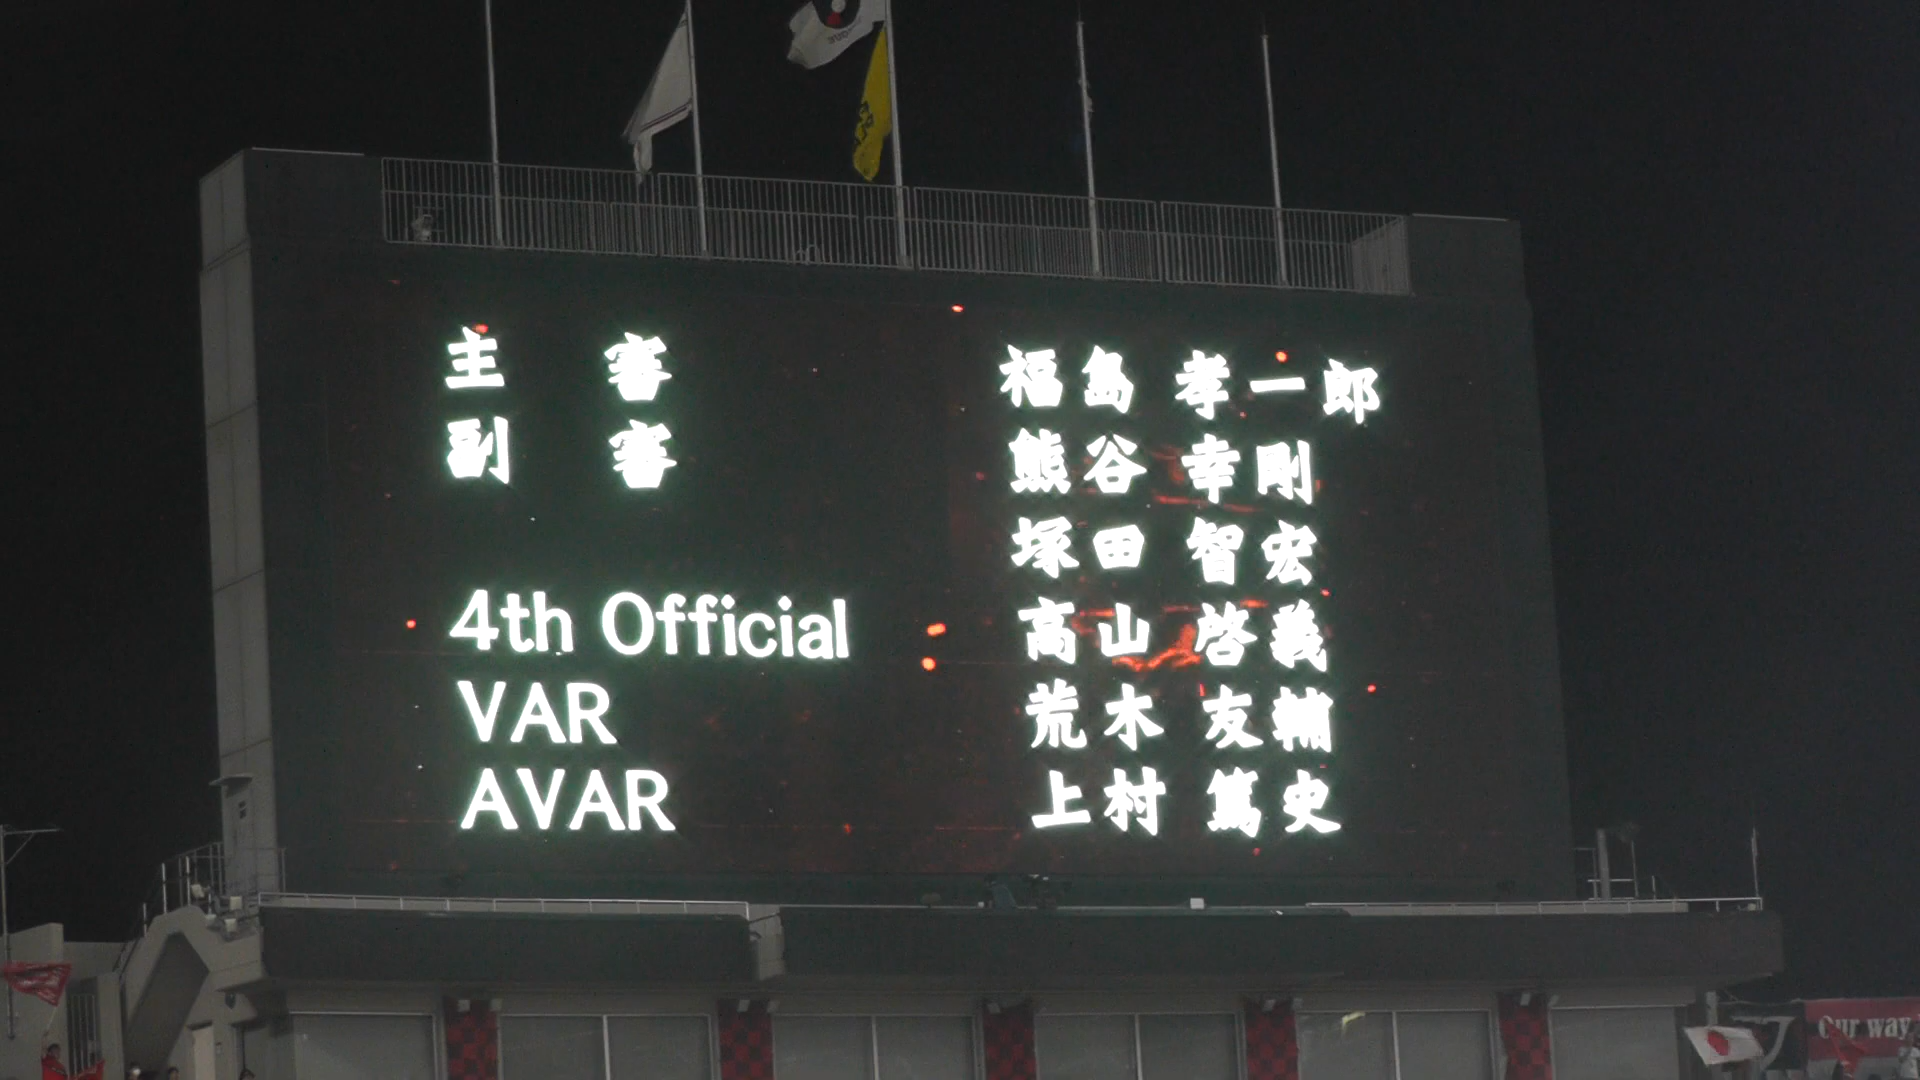 主審 福島 孝一郎
副審 熊谷 幸剛
塚田 智宏
4th Official 高山 啓義
VAR 荒木 友輔
AVAR 上村 篤史
Our way